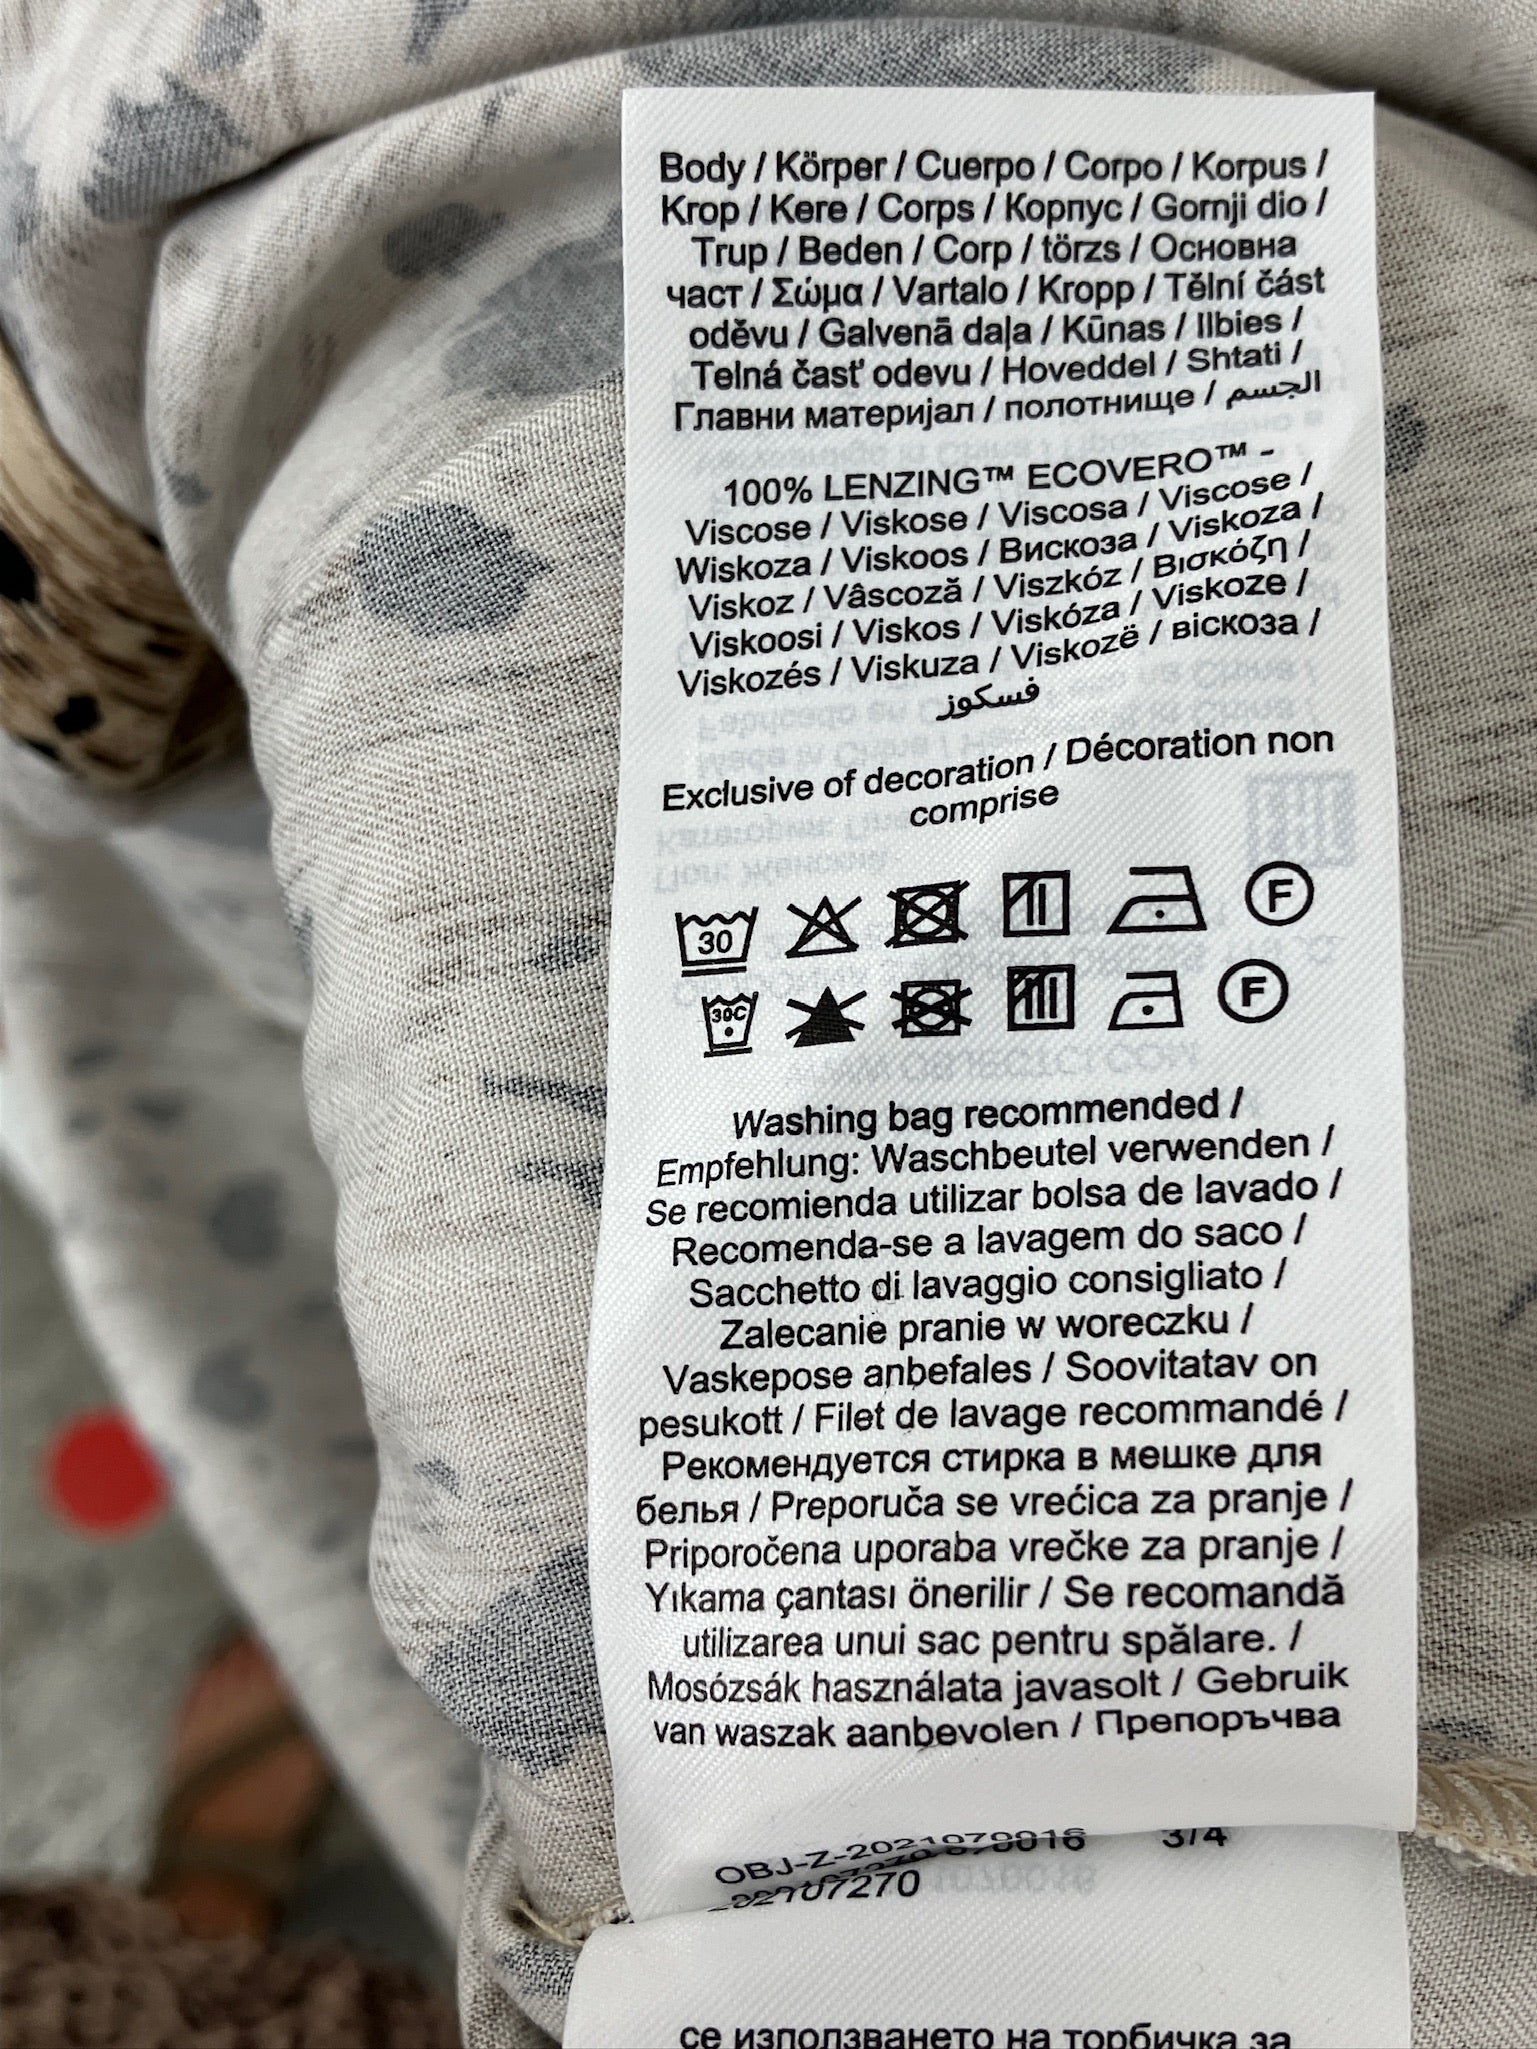 Body / Körper / Cuerpo / Corpo / Korpus /
Krop / Kere / Corps / Корпус / Gornji dio /
Trup / Beden / Corp / törzs / Основна
част / Σώμα / Vartalo / Kropp / Tělní část
oděvu / Galvenā daļa / Kūnas / Ilbies /
Telná časť odevu / Hoveddel / Shtati /
Главни материјал / полотнище / الجسم
100% LENZING™ ECOVERO™ -
Viscose / Viskose / Viscosa / Viscose /
Wiskoza / Viskoos / Вискоза / Viskoza /
Viskoz / Vâscoză / Viszkóz / Βισκόζη /
Viskoosi / Viskos / Viskóza / Viskoze /
Viskozés / Viskuza / Viskozë / віскоза /
فسكوز
Exclusive of decoration / Décoration non
comprise
30 F
30C F
Washing bag recommended /
Empfehlung: Waschbeutel verwenden /
Se recomienda utilizar bolsa de lavado /
Recomenda-se a lavagem do saco /
Sacchetto di lavaggio consigliato /
Zalecanie pranie w woreczku /
Vaskepose anbefales / Soovitatav on
pesukott / Filet de lavage recommandé /
Рекомендуется стирка в мешке для
белья / Preporuča se vrećica za pranje /
Priporočena uporaba vrečke za pranje /
Yıkama çantası önerilir / Se recomandă
utilizarea unui sac pentru spălare. /
Mosózsák használata javasolt / Gebruik
van waszak aanbevolen / Препоръчва
OBJ-Z-2021070016 3/4
се използването на торбичка за